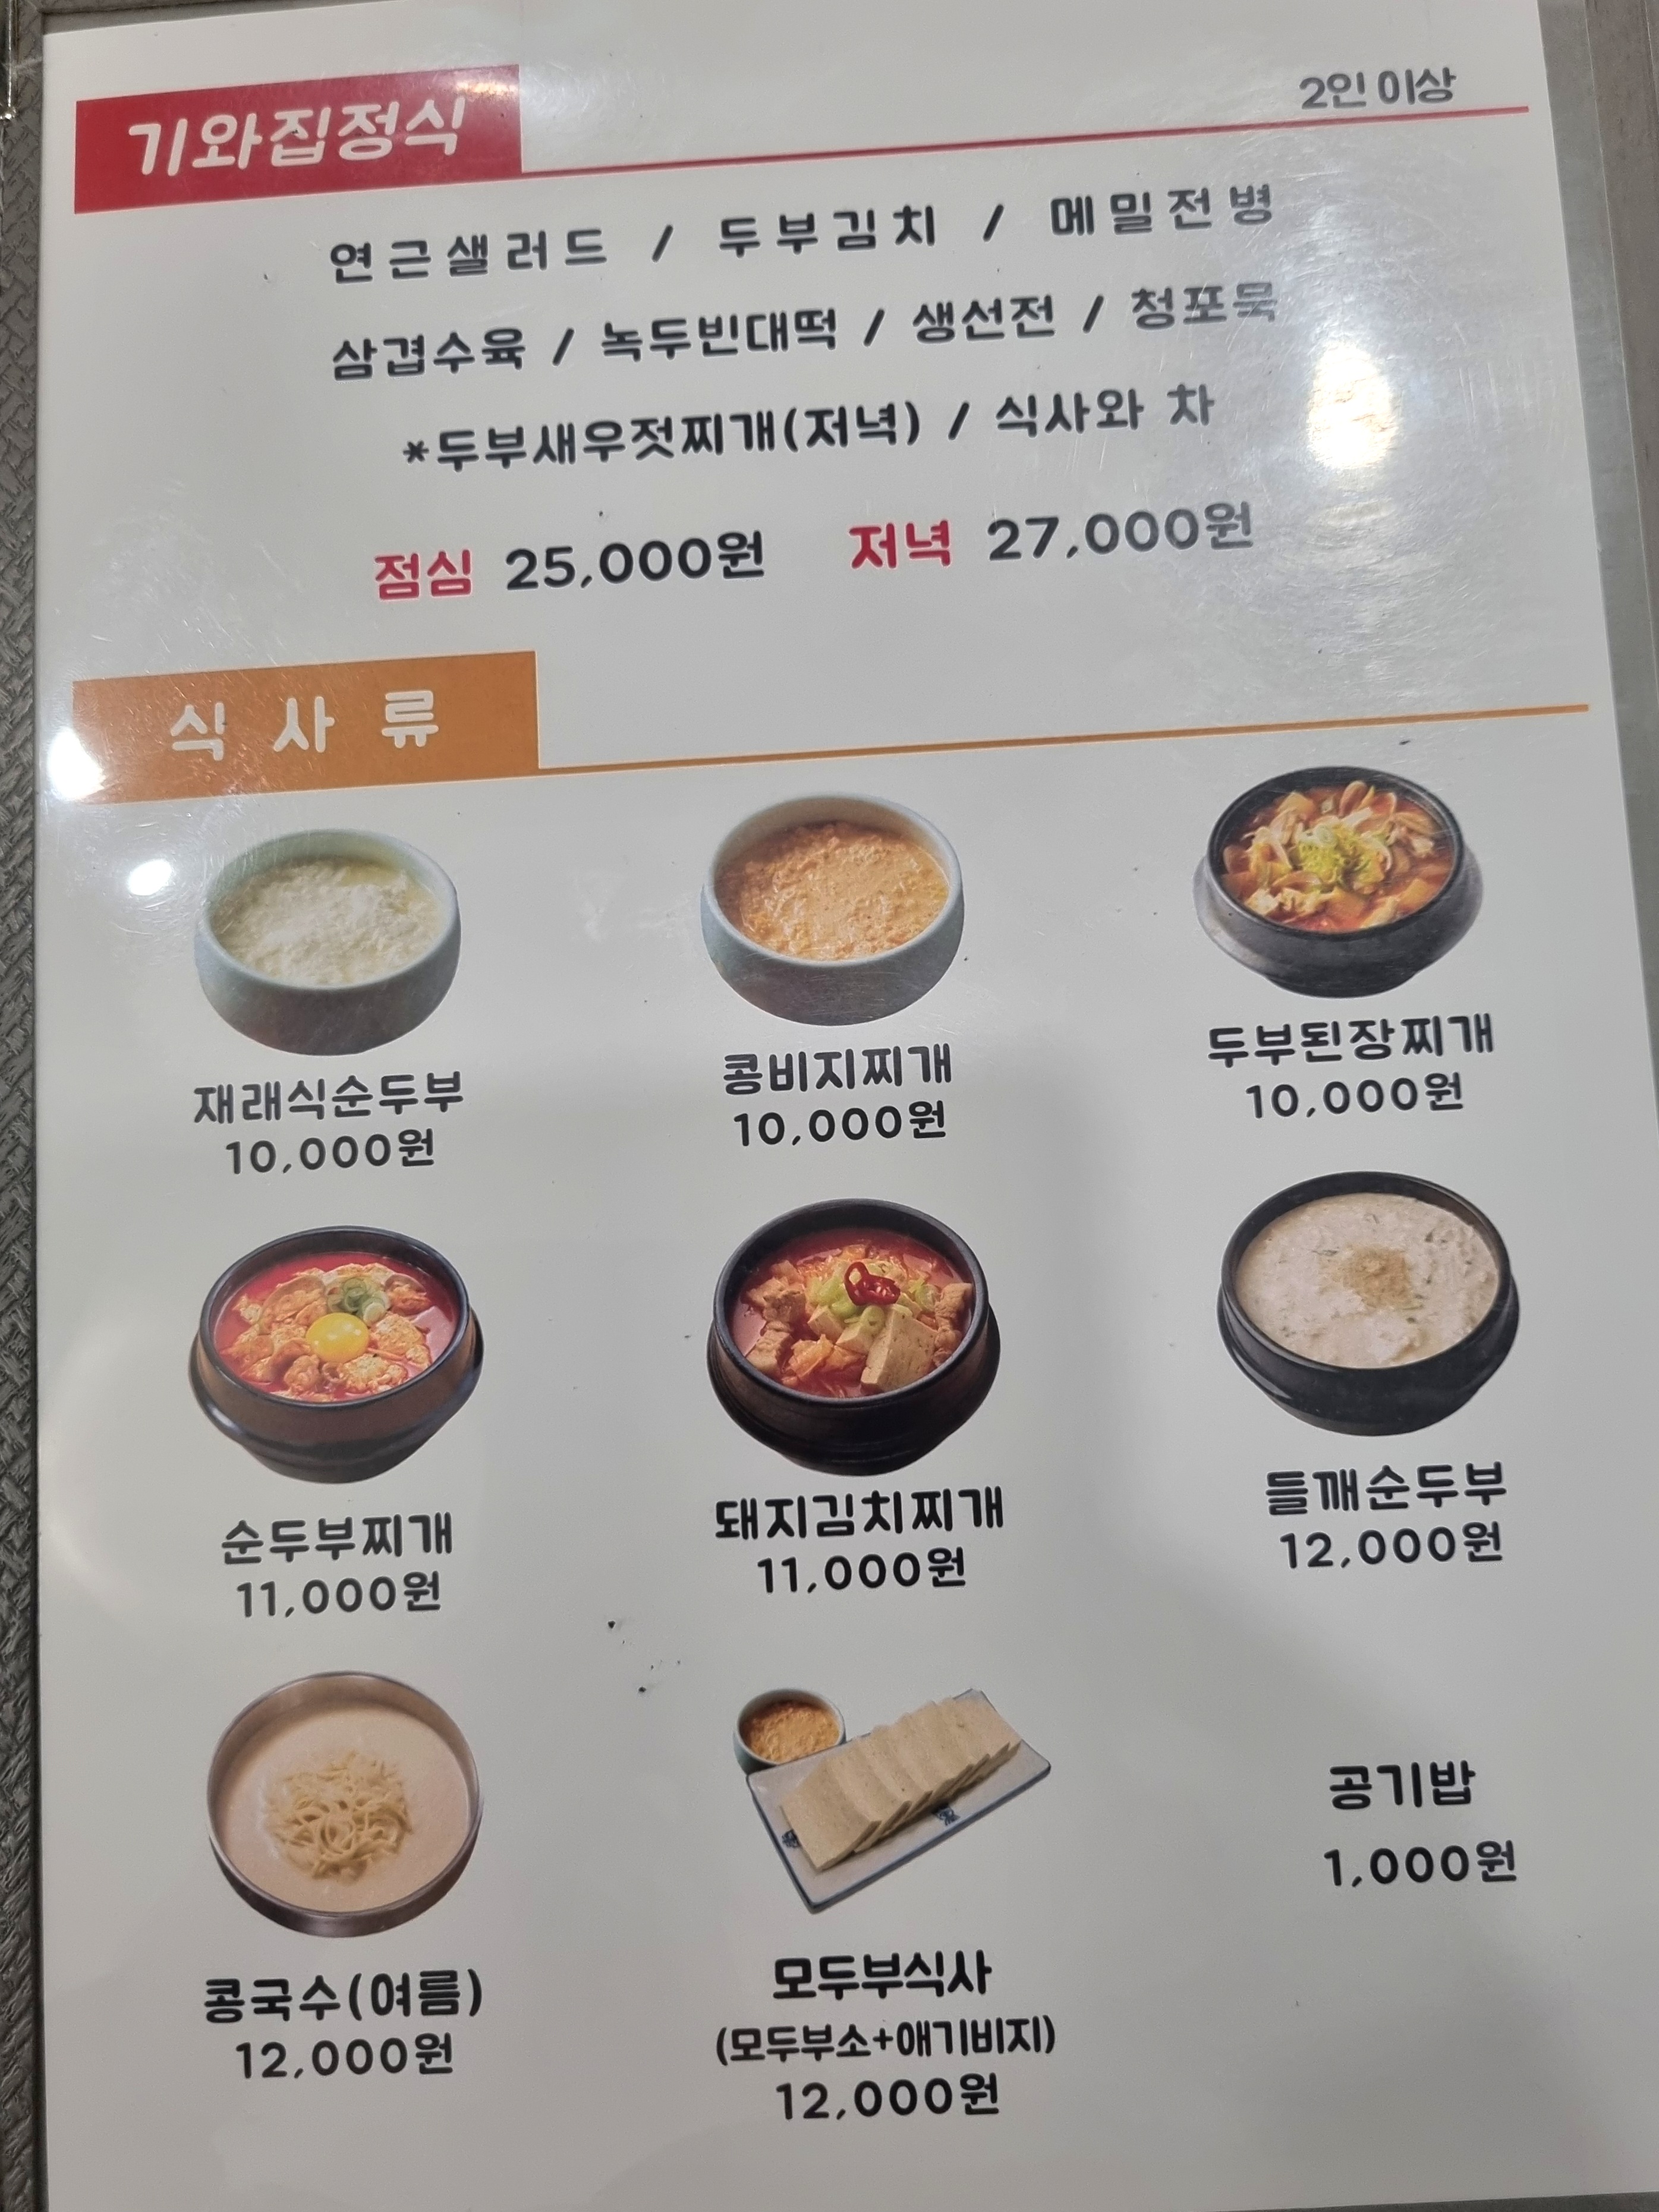 기와집정식
2인 이상
연근샐러드 / 두부김치 / 메밀전병
삼겹수육 / 녹두빈대떡 / 생선전 / 청포묵
*두부새우젓찌개(저녁) / 식사와 차
점심 25,000원 저녁 27,000원
식사류
재래식순두부
10,000원
콩비지찌개
10,000원
두부된장찌개
10,000원
순두부찌개
11,000원
돼지김치찌개
11,000원
들깨순두부
12,000원
콩국수(여름)
12,000원
모두부식사
(모두부소+애기비지)
12,000원
공기밥
1,000원